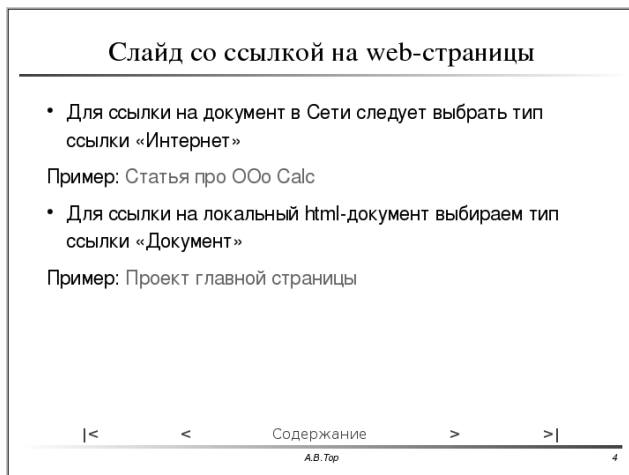 Слайд со ссылкой на web-страницы
• Для ссылки на документ в Сети следует выбрать тип
ссылки «Интернет»
Пример: Статья про OOo Calc
• Для ссылки на локальный html-документ выбираем тип
ссылки «Документ»
Пример: Проект главной страницы
|< < Содержание > >|
А.В.Тор 4